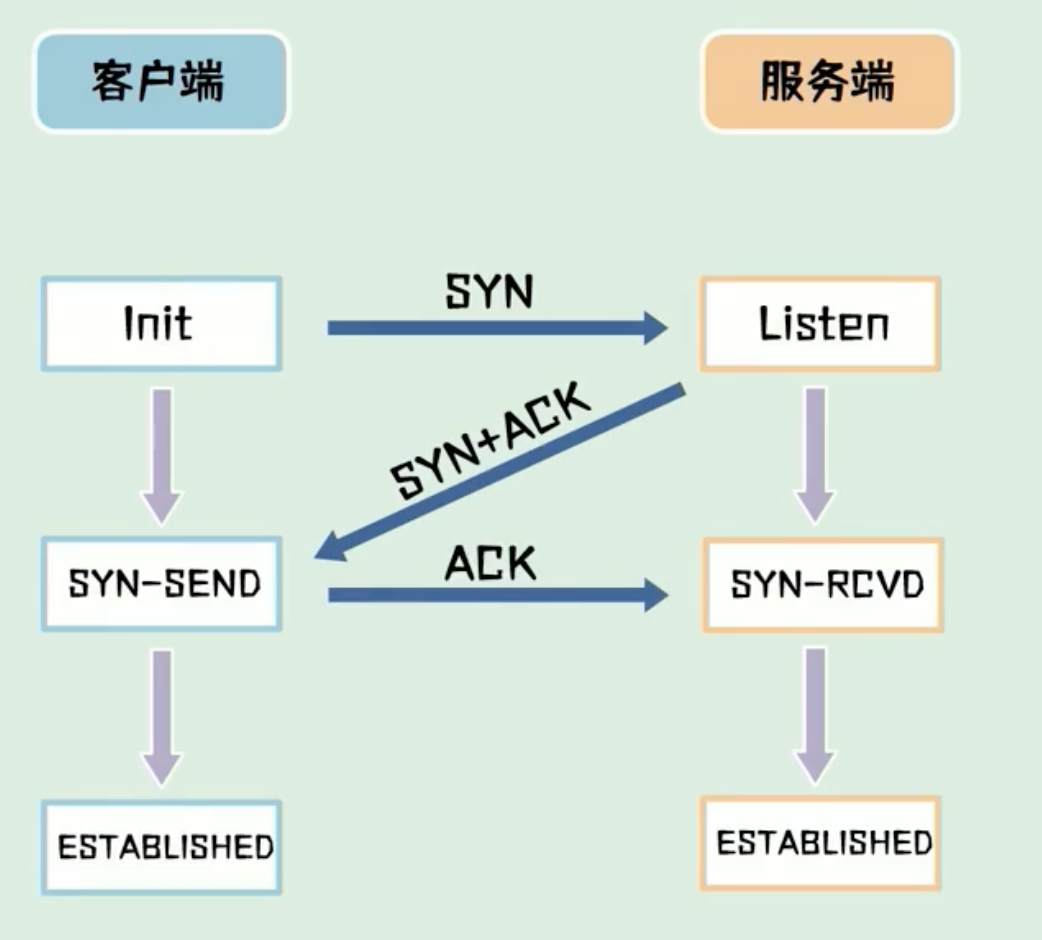 客户端
服务端
Init
SYN
Listen
SYN+ACK
SYN-SEND
ACK
SYN-RCVD
ESTABLISHED
ESTABLISHED